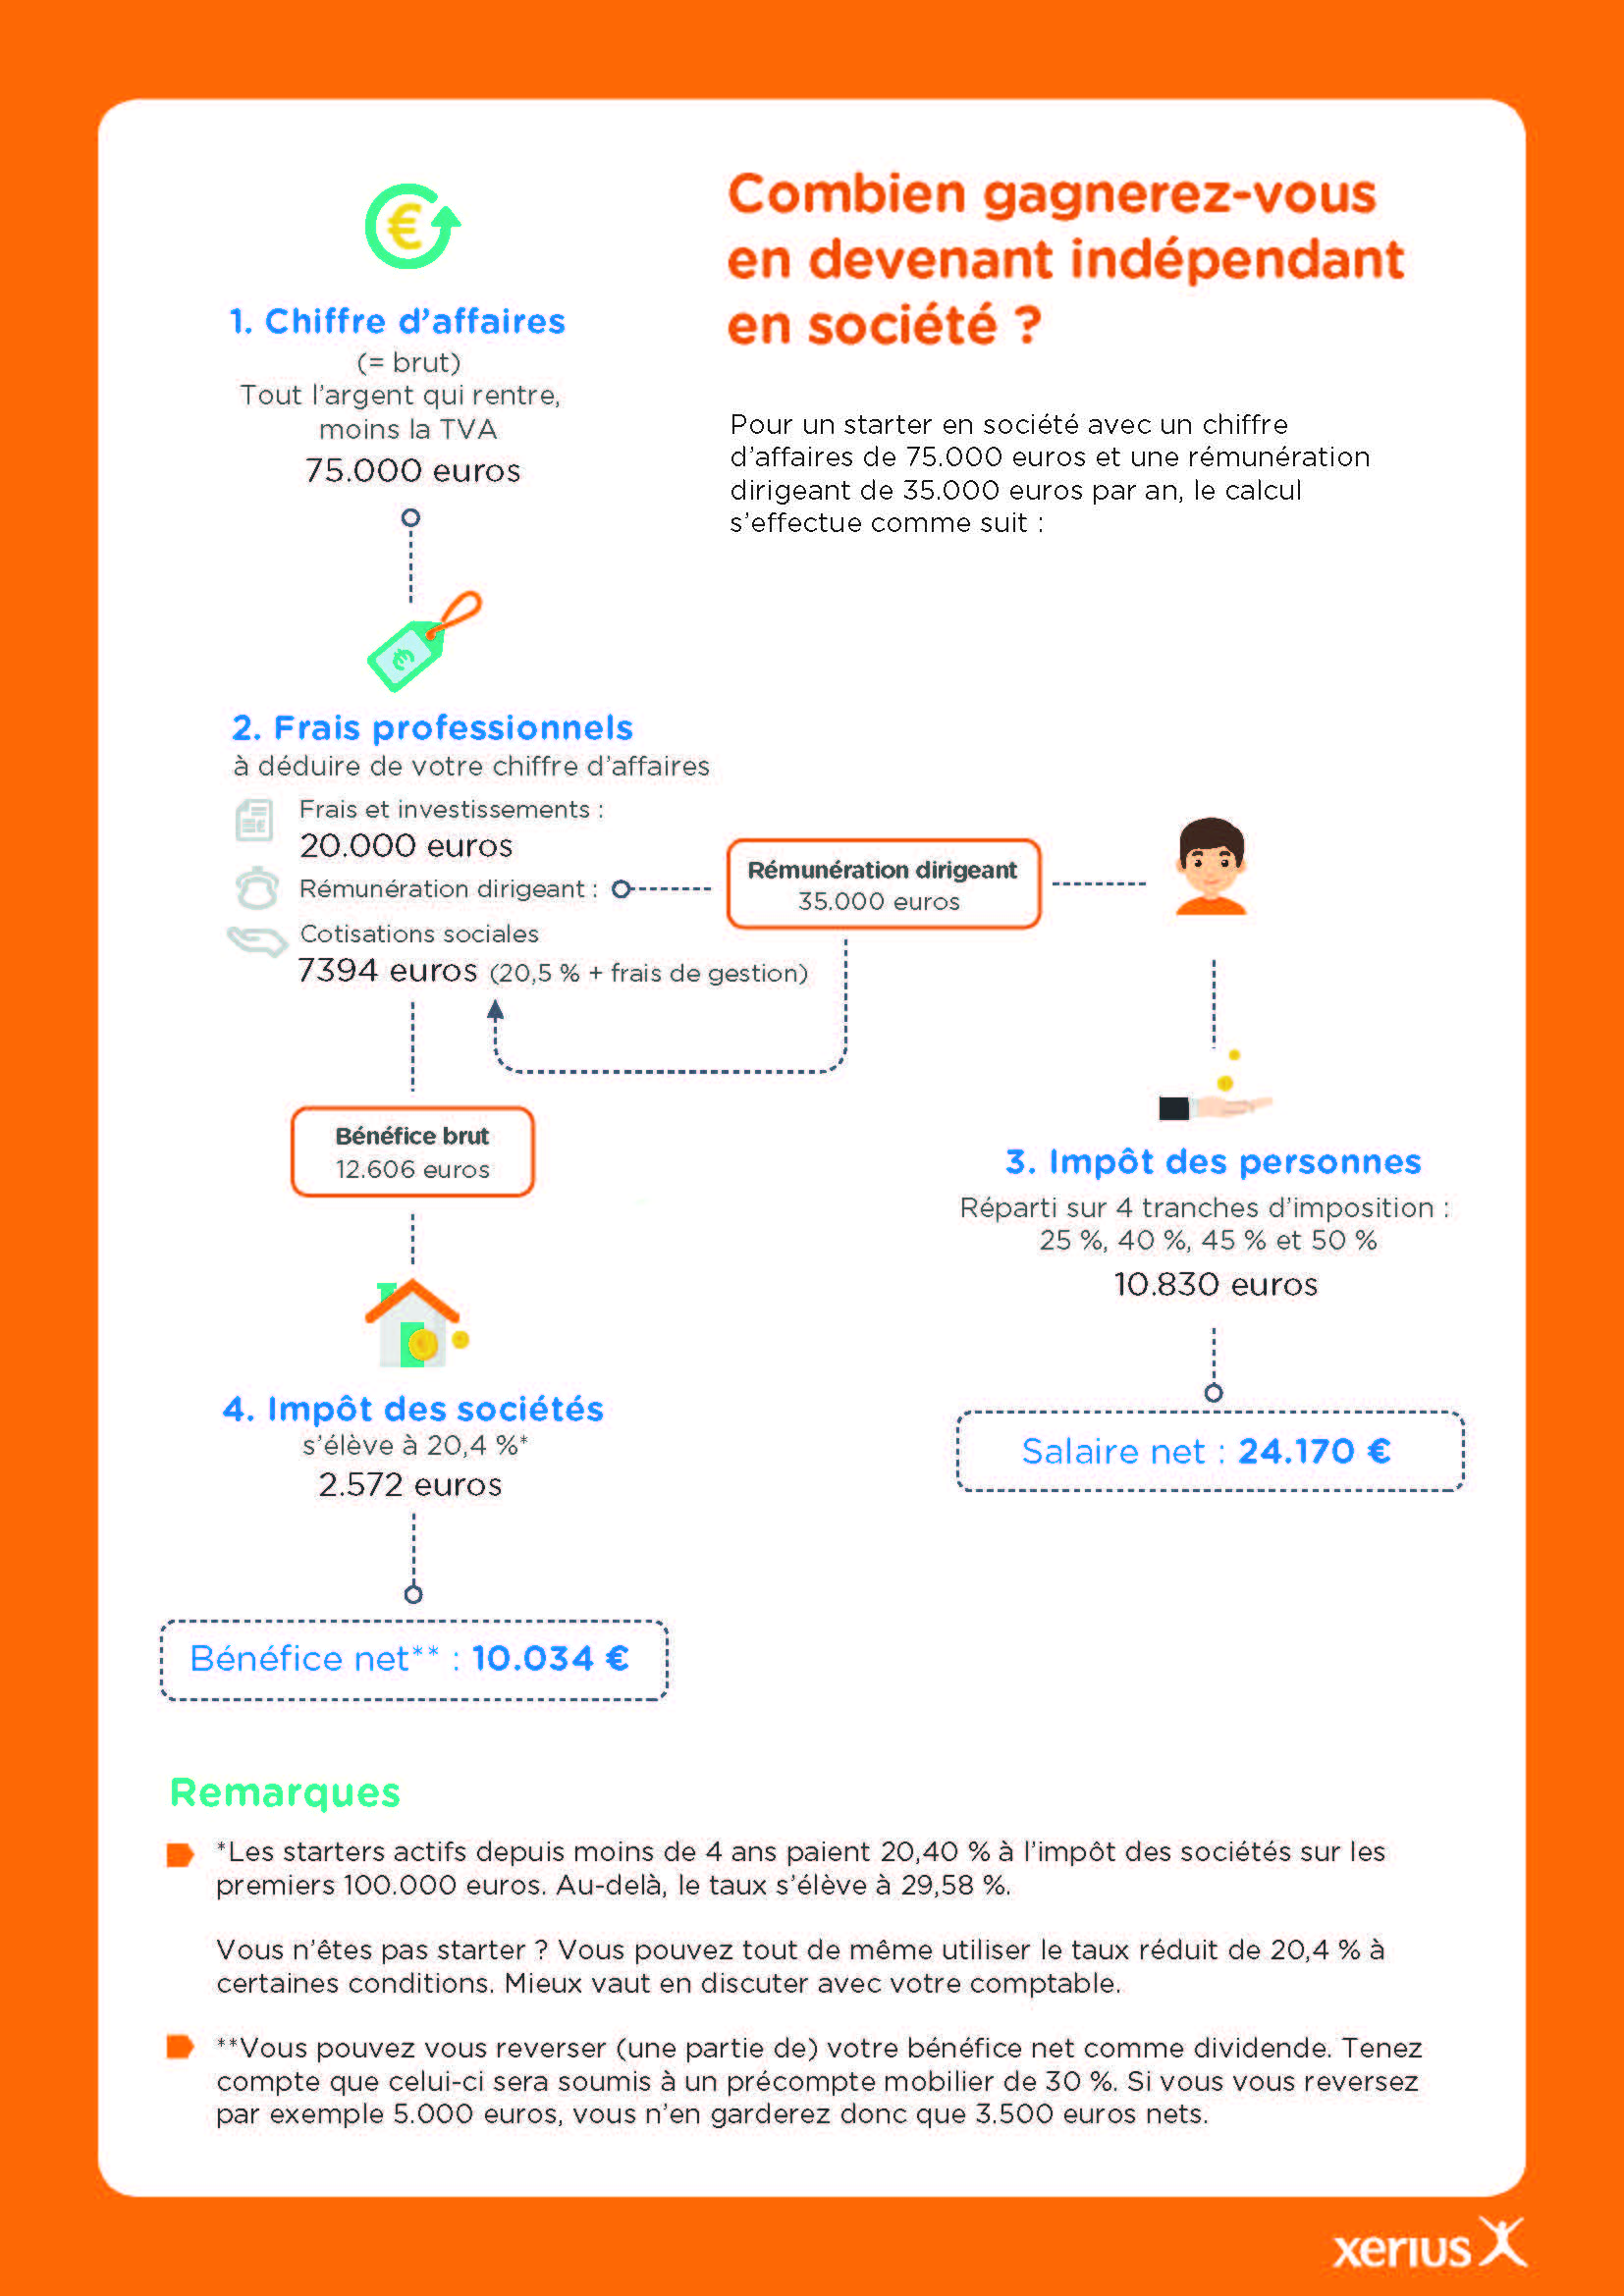 Combien gagnerez-vous
en devenant indépendant
en société ?
Pour un starter en société avec un chiffre
d'affaires de 75.000 euros et une rémunération
dirigeant de 35.000 euros par an, le calcul
s'effectue comme suit :
€
1. Chiffre d'affaires
(= brut)
Tout l'argent qui rentre,
moins la TVA
75.000 euros
€
2. Frais professionnels
à déduire de votre chiffre d'affaires
Frais et investissements :
20.000 euros
Rémunération dirigeant :
Rémunération dirigeant
35.000 euros
Cotisations sociales
7394 euros (20,5 % + frais de gestion)
Bénéfice brut
12.606 euros
3. Impôt des personnes
Réparti sur 4 tranches d'imposition :
25 %, 40 %, 45 % et 50 %
10.830 euros
Salaire net : 24.170 €
4. Impôt des sociétés
s'élève à 20,4 %*
2.572 euros
Bénéfice net** : 10.034 €
Remarques
*Les starters actifs depuis moins de 4 ans paient 20,40 % à l'impôt des sociétés sur les
premiers 100.000 euros. Au-delà, le taux s'élève à 29,58 %.
Vous n'êtes pas starter ? Vous pouvez tout de même utiliser le taux réduit de 20,4 % à
certaines conditions. Mieux vaut en discuter avec votre comptable.
**Vous pouvez vous reverser (une partie de) votre bénéfice net comme dividende. Tenez
compte que celui-ci sera soumis à un précompte mobilier de 30 %. Si vous vous reversez
par exemple 5.000 euros, vous n'en garderez donc que 3.500 euros nets.
xerius